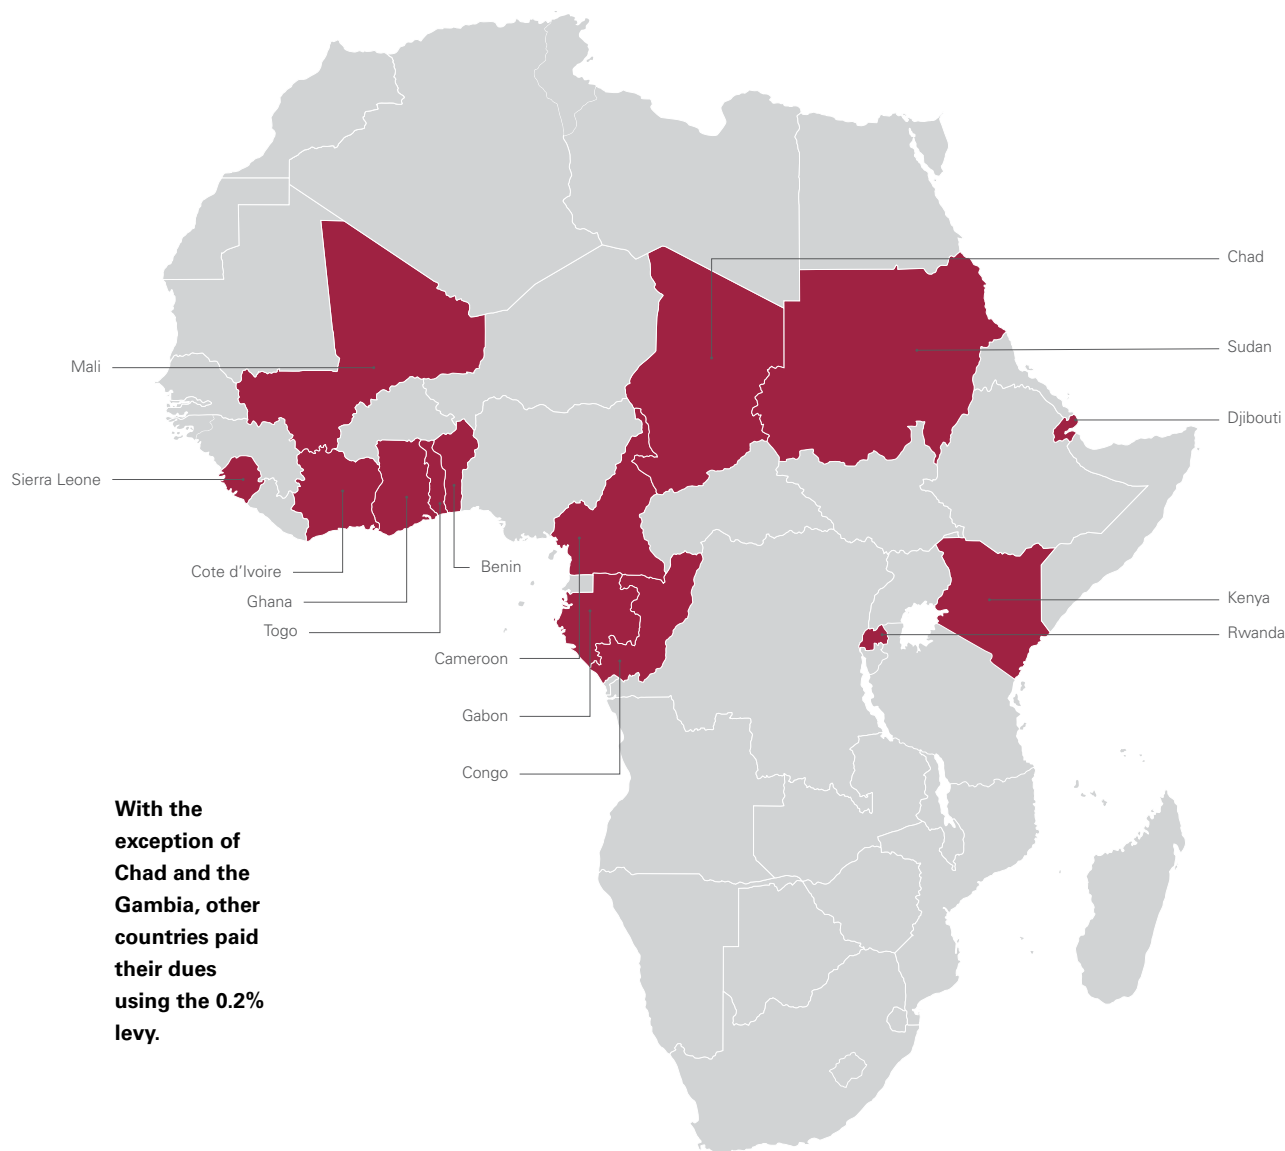 Chad
Sudan
Mali
Djibouti
Sierra Leone
Cote d'Ivoire
Benin
Ghana
Kenya
Togo
Rwanda
Cameroon
Gabon
Congo
With the
exception of
Chad and the
Gambia, other
countries paid
their dues
using the 0.2%
levy.